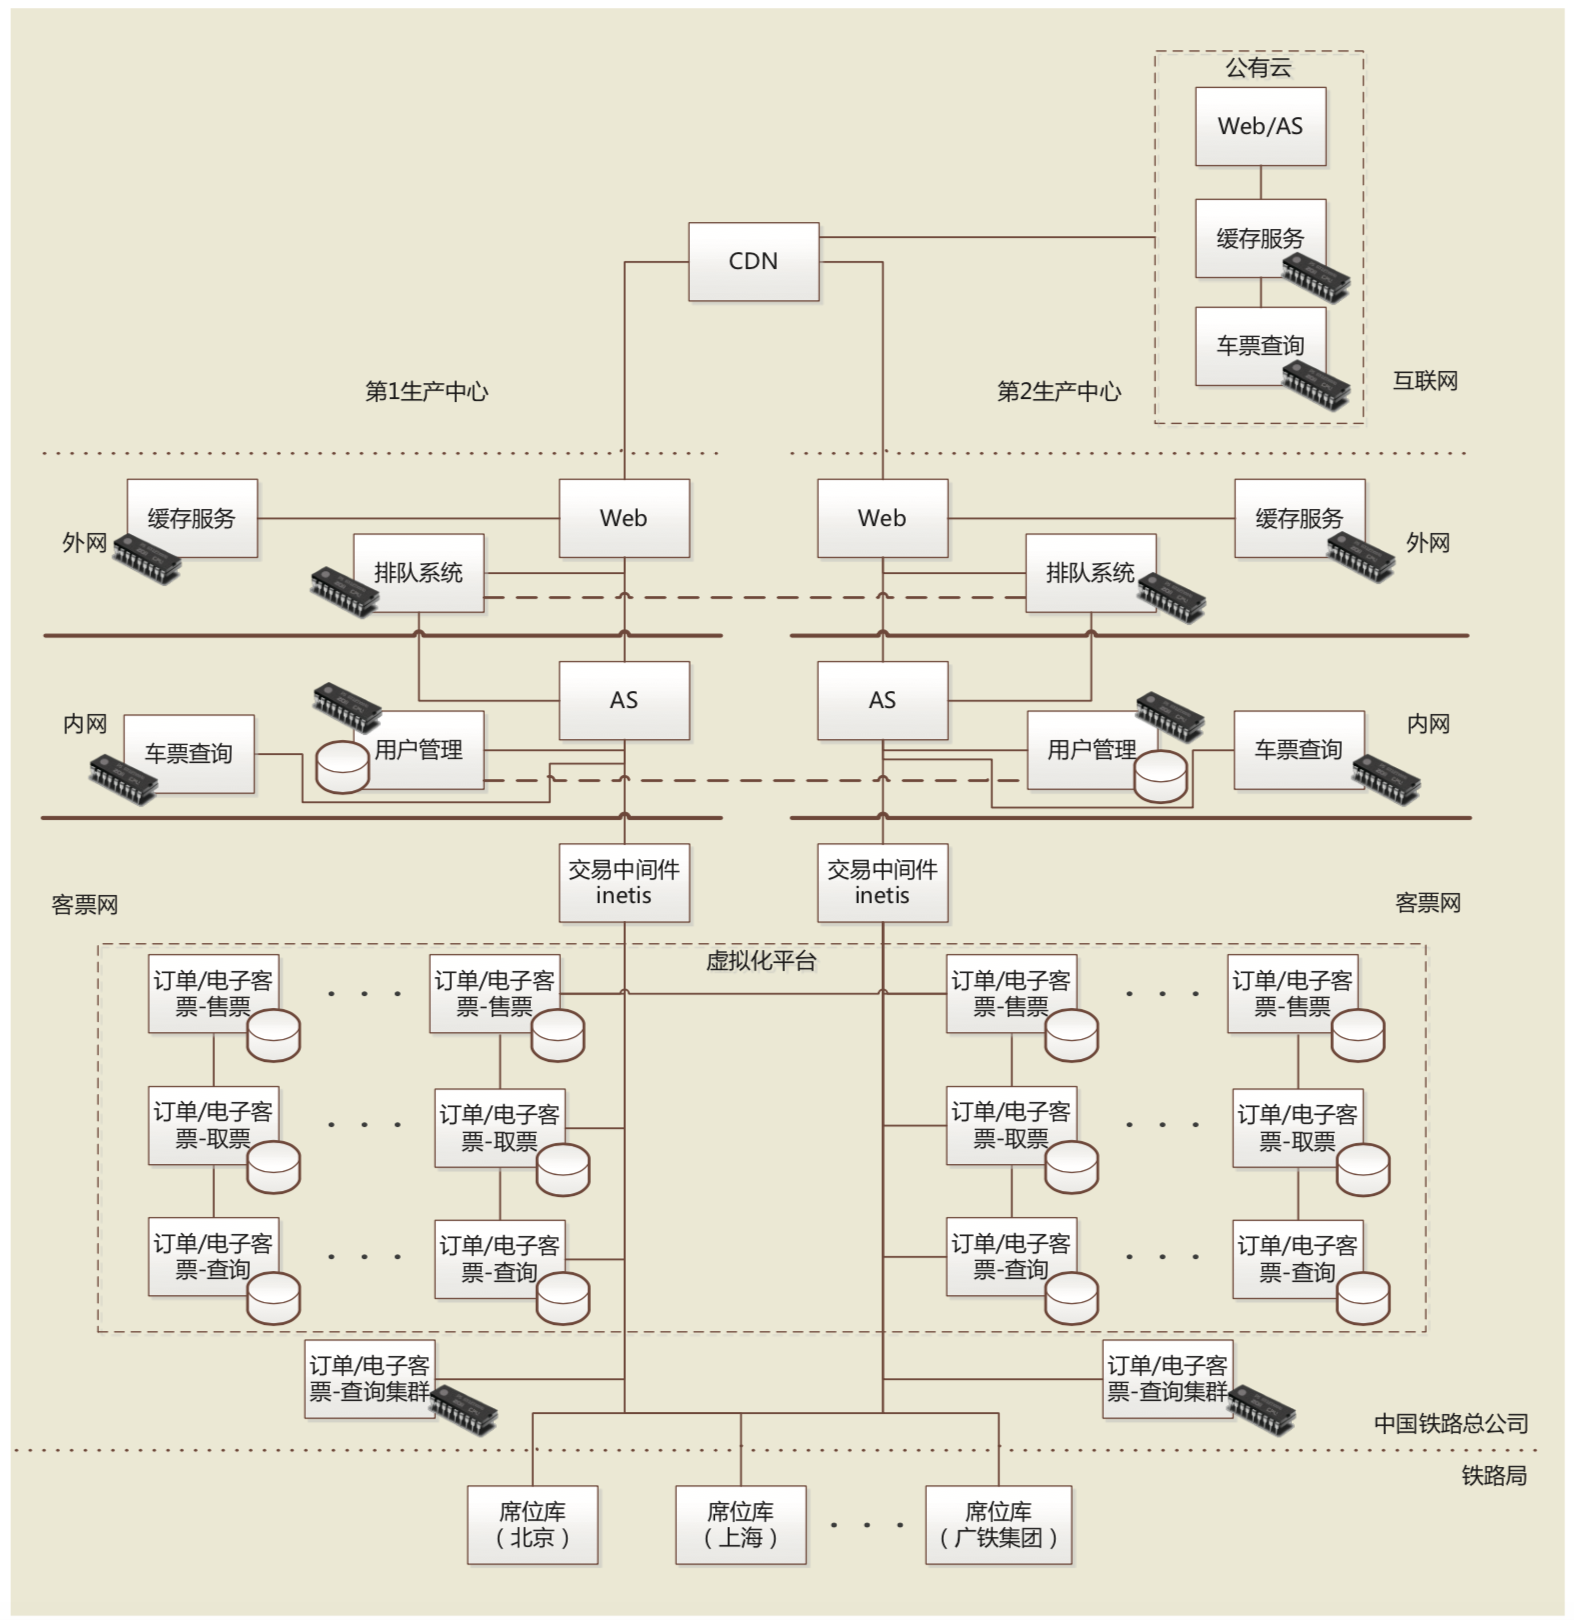 公有云
Web/AS
缓存服务
CDN
车票查询
互联网
第1生产中心
第2生产中心
缓存服务
Web
Web
缓存服务
外网
外网
排队系统
排队系统
AS
AS
内网
内网
车票查询
用户管理
用户管理
车票查询
交易中间件
inetis
交易中间件
inetis
客票网
客票网
虚拟化平台
订单/电子客
票-售票
订单/电子客
票-售票
订单/电子客
票-售票
订单/电子客
票-售票
订单/电子客
票-取票
订单/电子客
票-取票
订单/电子客
票-取票
订单/电子客
票-取票
订单/电子客
票-查询
订单/电子客
票-查询
订单/电子客
票-查询
订单/电子客
票-查询
订单/电子客
票-查询集群
订单/电子客
票-查询集群
中国铁路总公司
铁路局
席位库
（北京）
席位库
（上海）
席位库
（广铁集团）